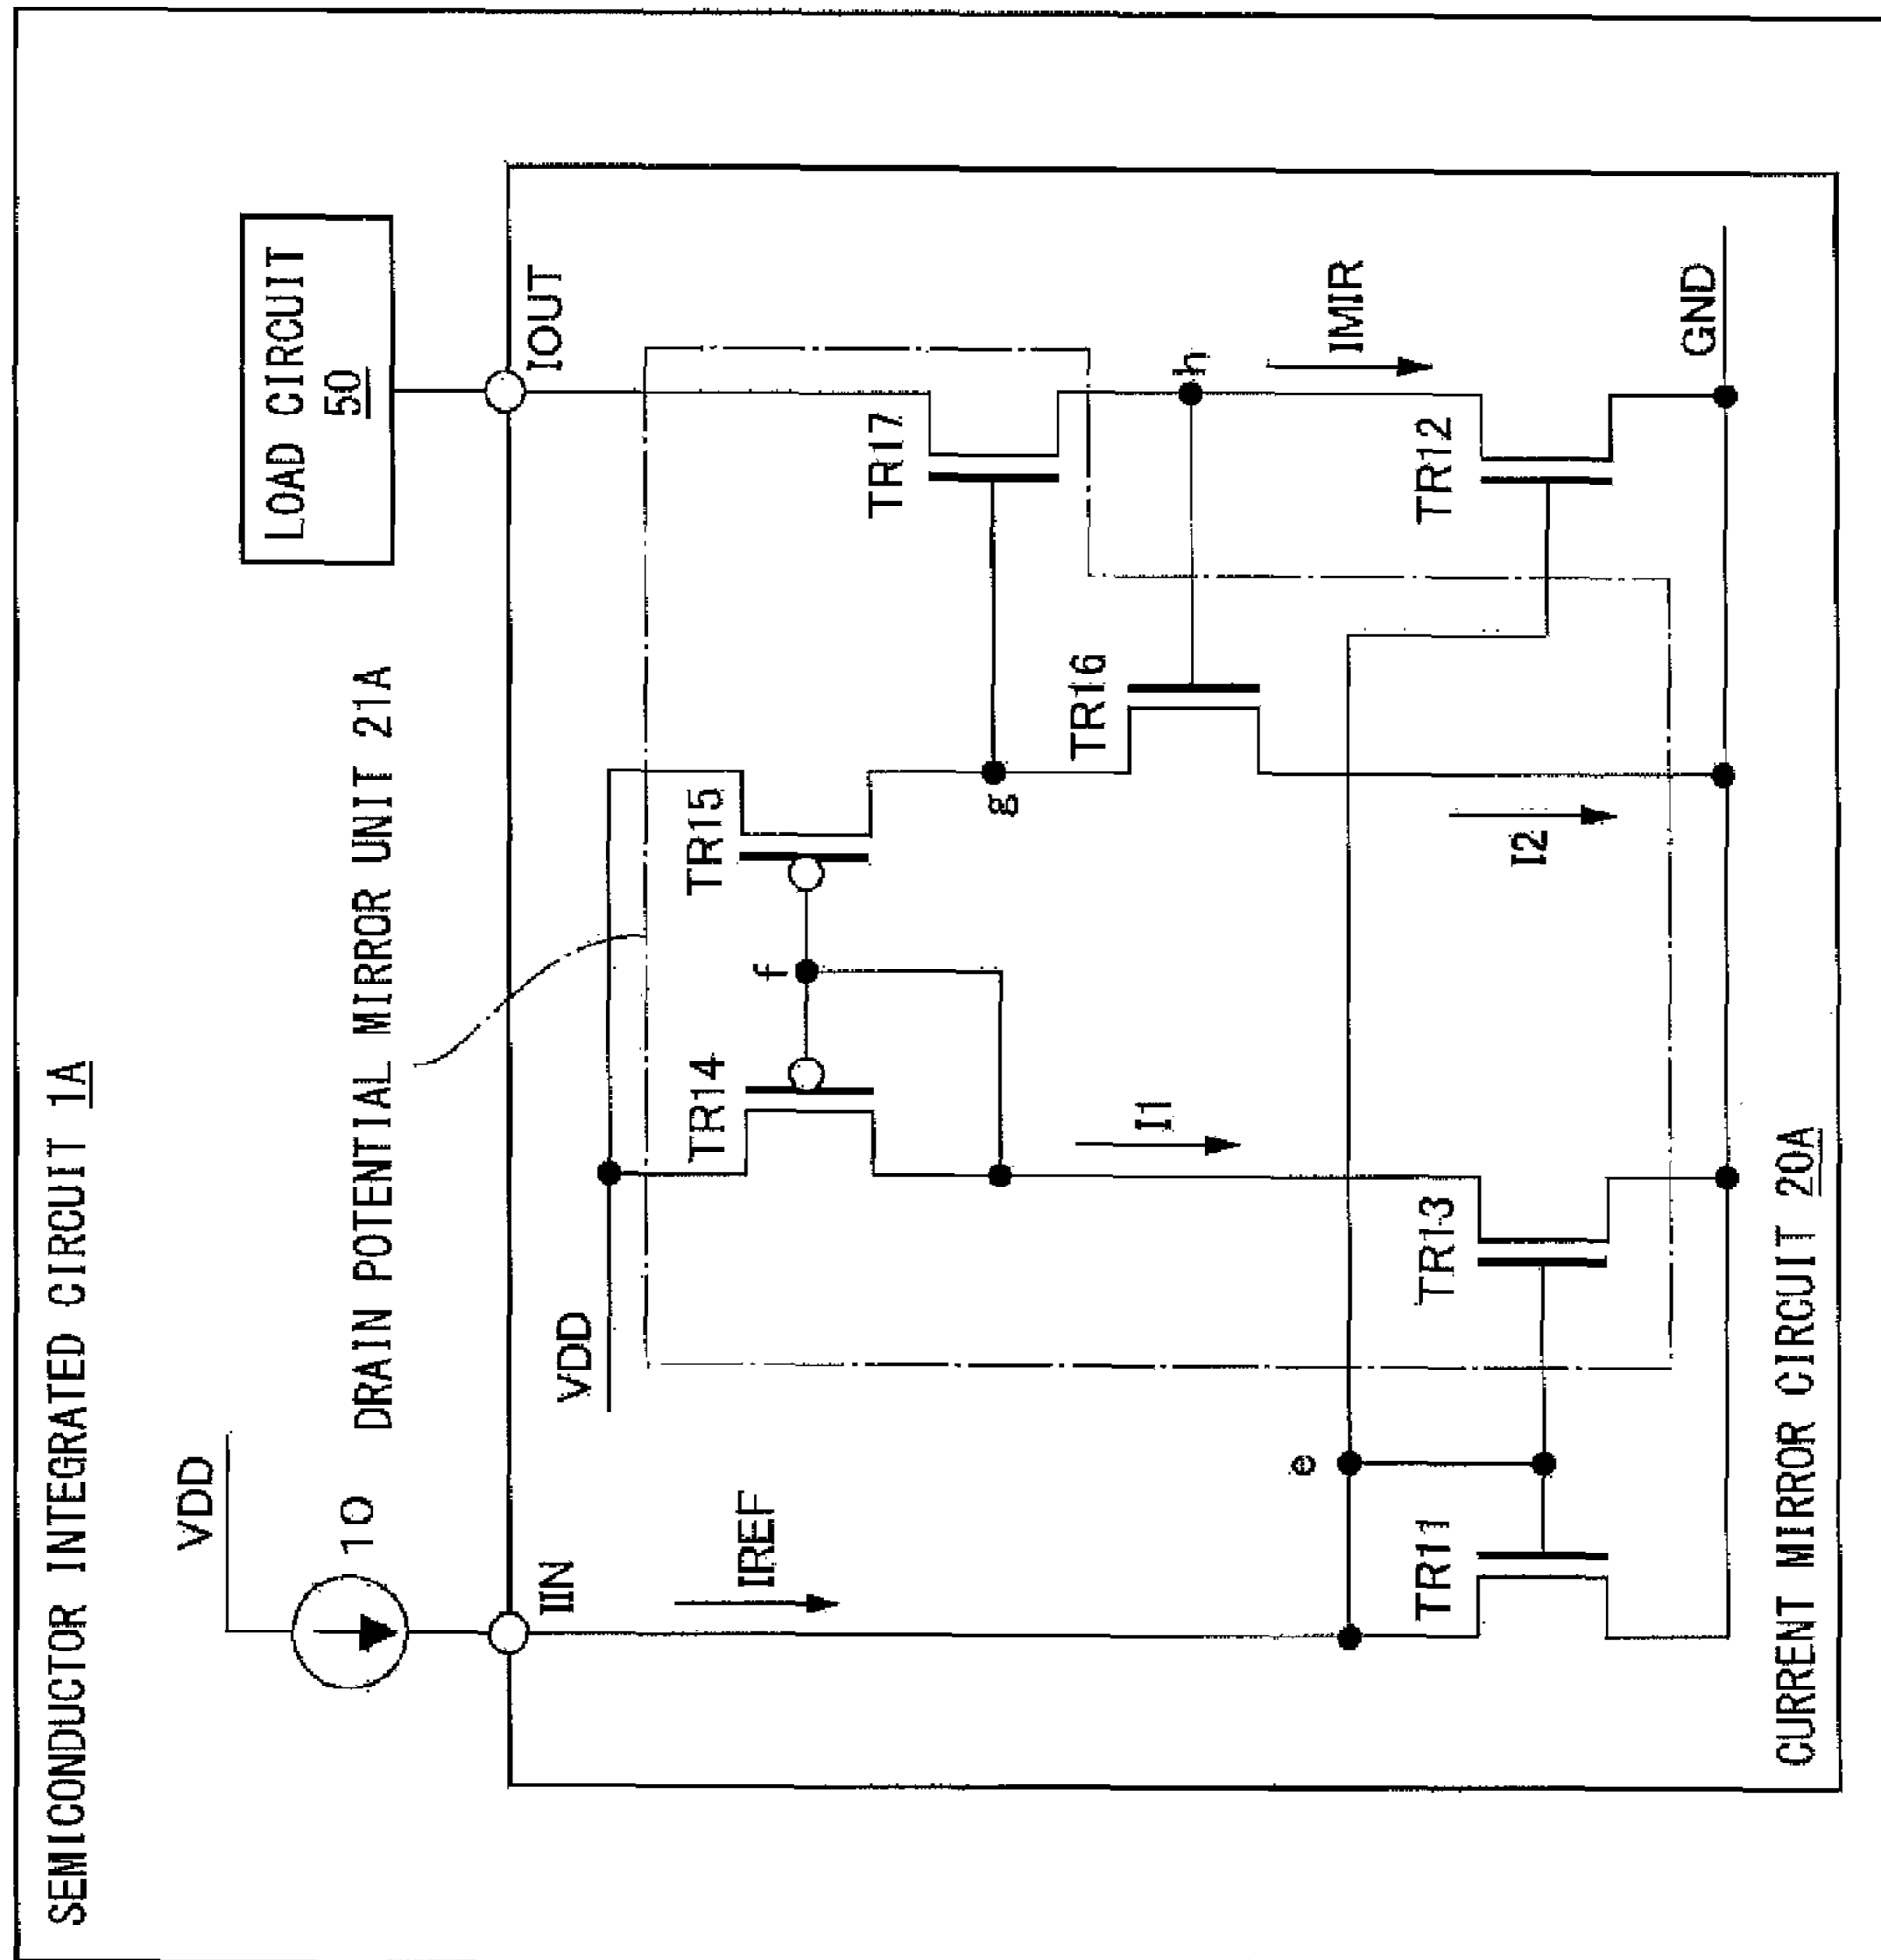 SEMICONDUCTOR INTEGRATED CIRCUIT 1A
VDD
10
DRAIN POTENTIAL MIRROR UNIT 21A
LOAD CIRCUIT
50
IIN
IOUT
VDD
IREF
TR14
f
TR15
g
TR17
h
I1
TR16
IMIR
e
TR11
TR13
I2
TR12
GND
CURRENT MIRROR CIRCUIT 20A